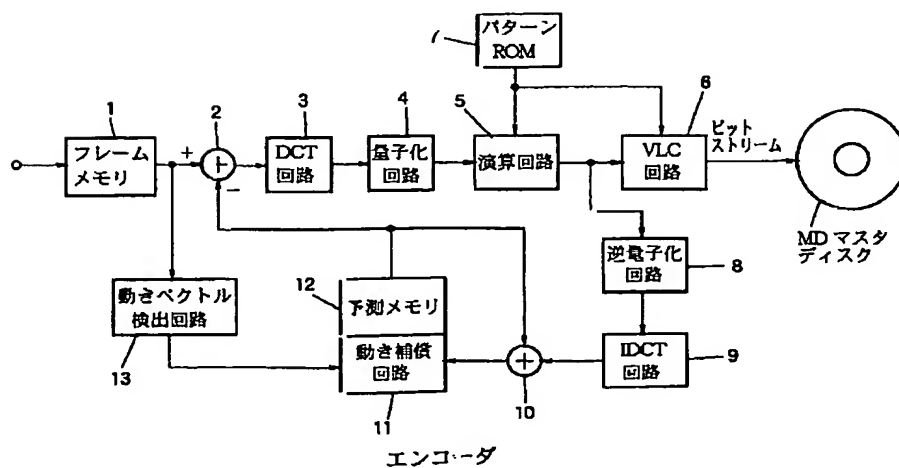 パターン
ROM
1
2
3
4
5
6
フレーム
メモリ
+
−
DCT
回路
量子化
回路
演算回路
VLC
回路
ビット
ストリーム
MD マスタ
ディスク
動きベクトル
検出回路
13
12
予測メモリ
動き補償
回路
11
10
逆量子化
回路
8
IDCT
回路
9
エンコーダ